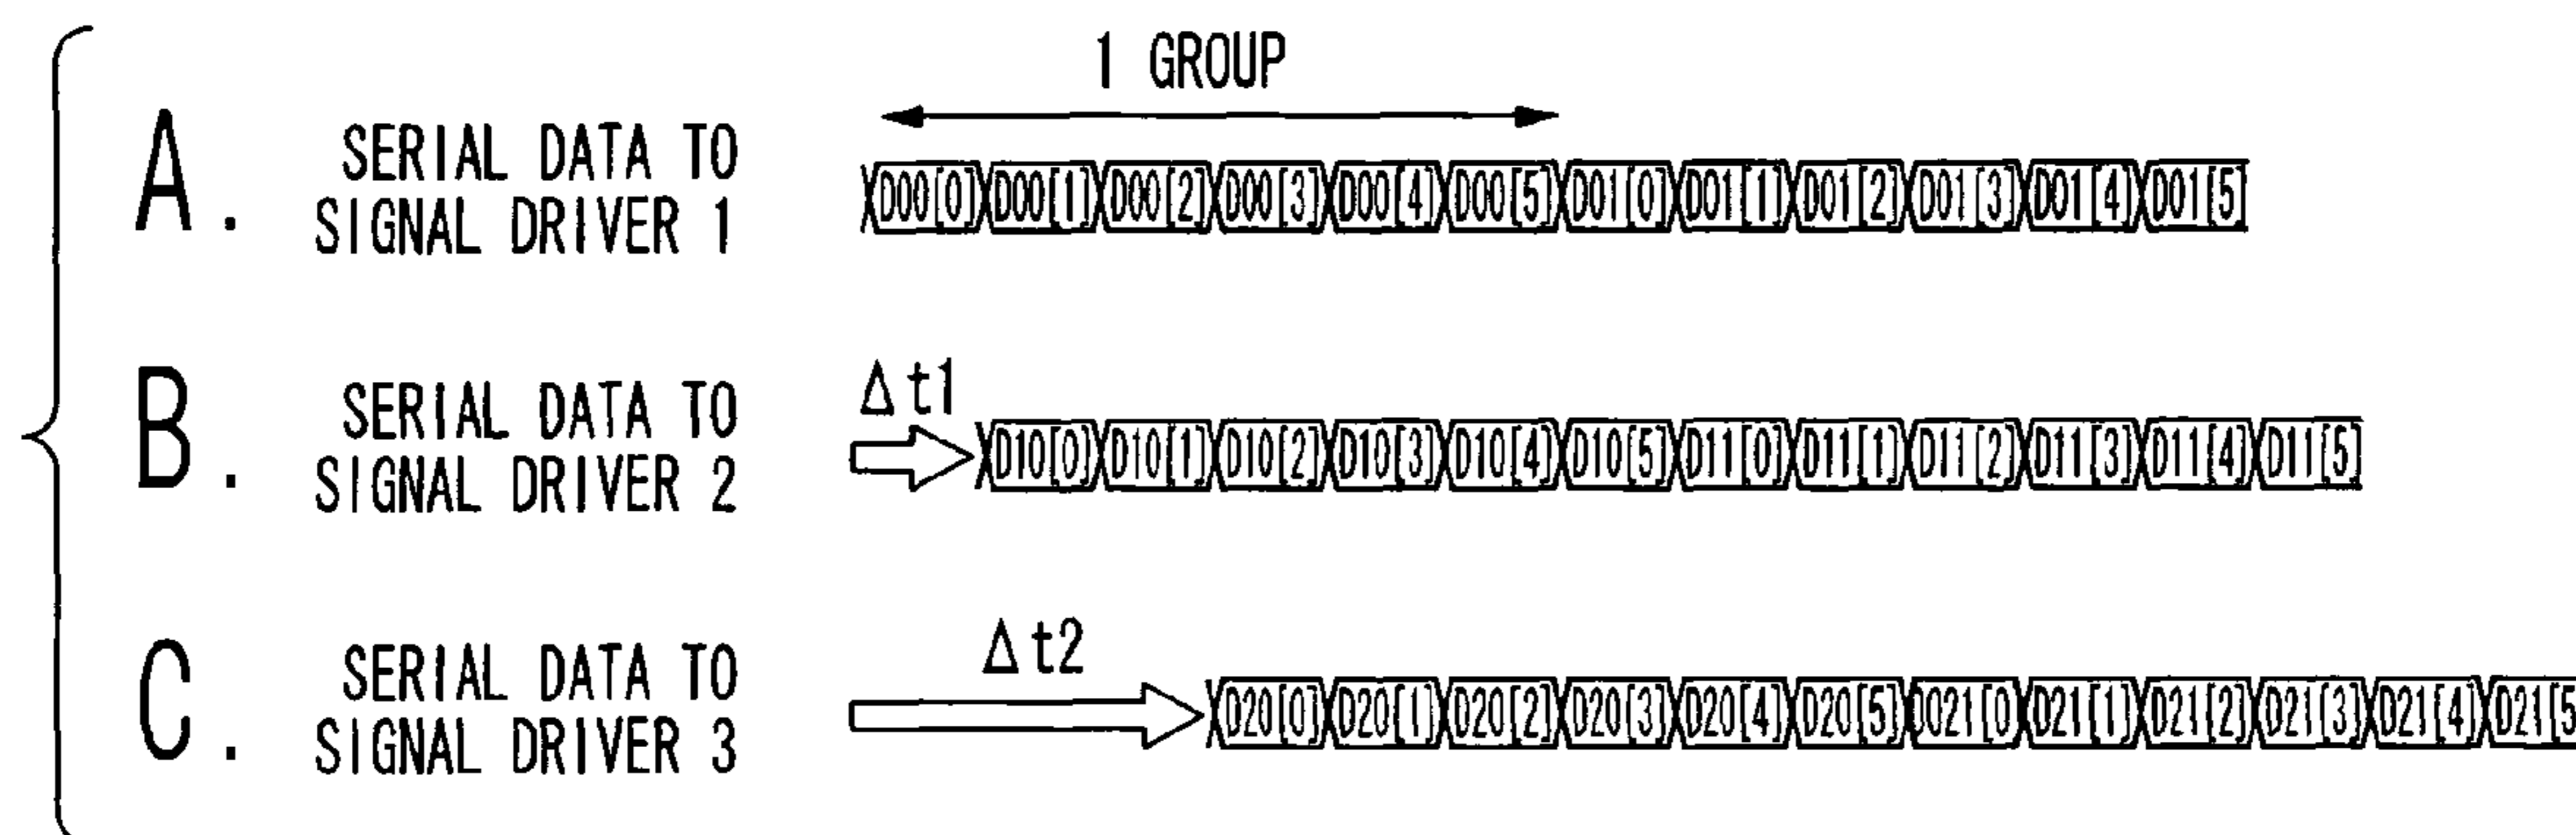 1 GROUP
A. SERIAL DATA TO
SIGNAL DRIVER 1
D00[0] D00[1] D00[2] D00[3] D00[4] D00[5] D01[0] D01[1] D01[2] D01[3] D01[4] D01[5]
Δt1
B. SERIAL DATA TO
SIGNAL DRIVER 2
D10[0] D10[1] D10[2] D10[3] D10[4] D10[5] D11[0] D11[1] D11[2] D11[3] D11[4] D11[5]
Δt2
C. SERIAL DATA TO
SIGNAL DRIVER 3
D20[0] D20[1] D20[2] D20[3] D20[4] D20[5] D021[0] D21[1] D21[2] D21[3] D21[4] D21[5